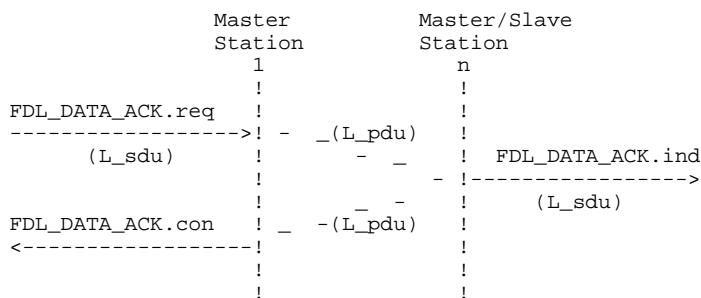 Master Master/Slave
Station Station
1 n
! !
FDL_DATA_ACK.req ! !
------------------>! - _(L_pdu) !
(L_sdu) ! - _ ! FDL_DATA_ACK.ind
! - !----------------->
! _ - ! (L_sdu)
FDL_DATA_ACK.con ! _ -(L_pdu) !
<------------------! !
! !
! !